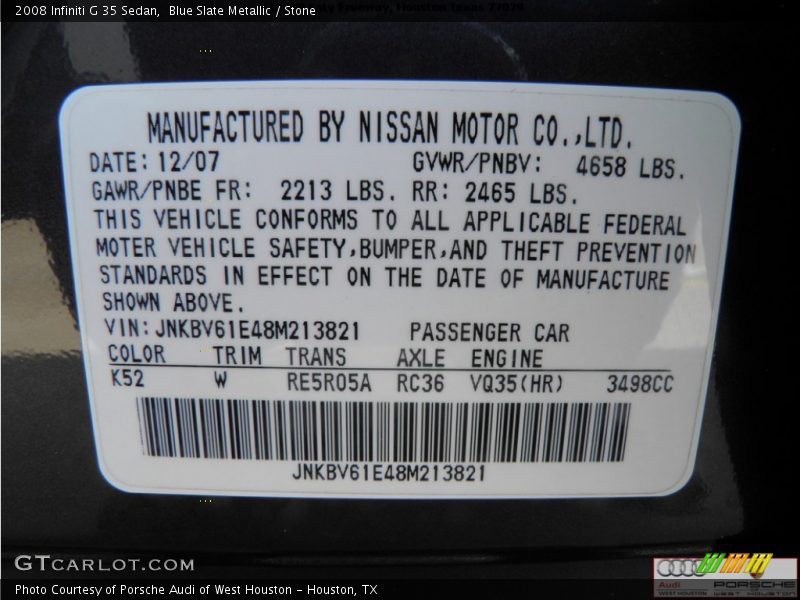 2008 Infiniti G 35 Sedan,  Blue Slate Metallic / Stone
MANUFACTURED BY NISSAN MOTOR CO.,LTD.
DATE: 12/07 GVWR/PNBV: 4658 LBS.
GAWR/PNBE FR: 2213 LBS. RR: 2465 LBS.
THIS VEHICLE CONFORMS TO ALL APPLICABLE FEDERAL
MOTER VEHICLE SAFETY,BUMPER,AND THEFT PREVENTION
STANDARDS IN EFFECT ON THE DATE OF MANUFACTURE
SHOWN ABOVE.
VIN: JNKBV61E48M213821 PASSENGER CAR
COLOR TRIM TRANS AXLE ENGINE
K52 W RE5R05A RC36 VQ35(HR) 3498CC
JNKBV61E48M213821
GTCARLOT.COM
Photo Courtesy of Porsche Audi of West Houston - Houston, TX
Audi PORSCHE
WEST HOUSTON WEST HOUSTON